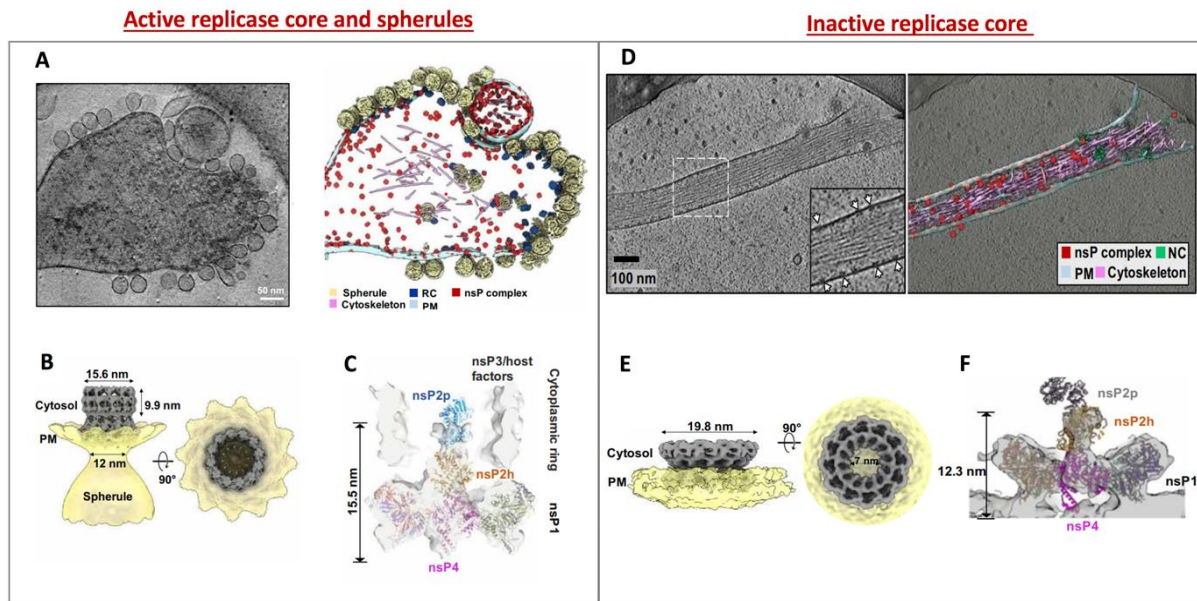 Active replicase core and spherules
Inactive replicase core
A
50 nm
Spherule
RC
nsP complex
Cytoskeleton
PM
B
15.6 nm
Cytosol
9.9 nm
PM
12 nm
90°
Spherule
C
nsP3/host
factors
nsP2p
Cytoplasmic ring
nsP2h
15.5 nm
nsP1
nsP4
D
100 nm
nsP complex
NC
PM
Cytoskeleton
E
19.8 nm
90°
Cytosol
7 nm
PM
F
nsP2p
nsP2h
12.3 nm
nsP1
nsP4